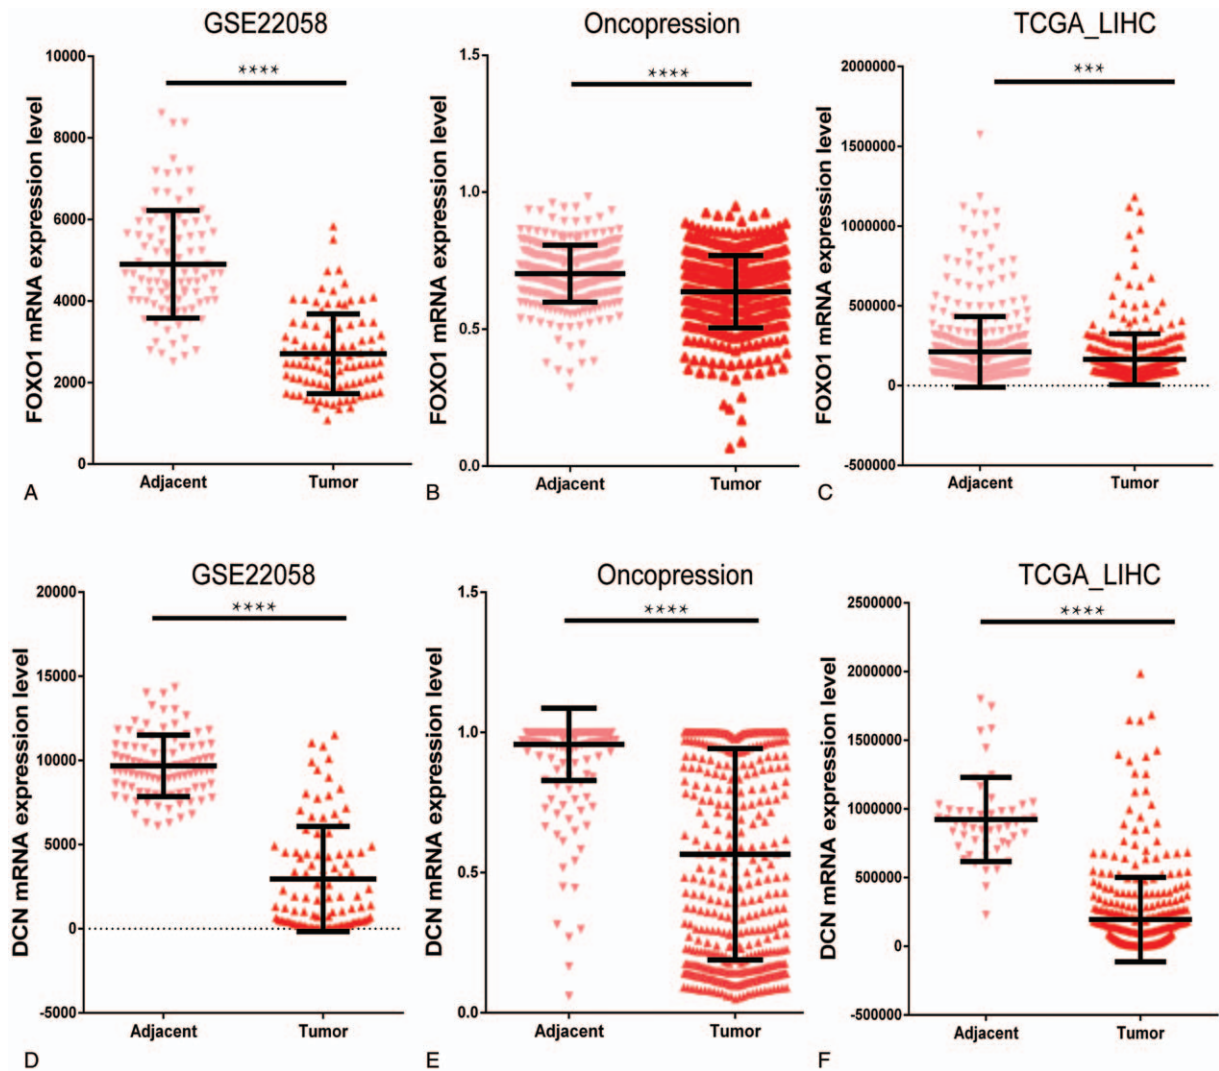 GSE22058
Oncopression
TCGA_LIHC
FOXO1 mRNA expression level
10000
8000
6000
4000
2000
0
****
Adjacent
Tumor
A
FOXO1 mRNA expression level
1.5
1.0
0.5
0.0
****
Adjacent
Tumor
B
FOXO1 mRNA expression level
2000000
1500000
1000000
500000
0
-500000
***
Adjacent
Tumor
C
GSE22058
Oncopression
TCGA_LIHC
DCN mRNA expression level
20000
15000
10000
5000
0
-5000
****
Adjacent
Tumor
D
DCN mRNA expression level
1.5
1.0
0.5
0.0
****
Adjacent
Tumor
E
DCN mRNA expression level
2500000
2000000
1500000
1000000
500000
0
-500000
****
Adjacent
Tumor
F